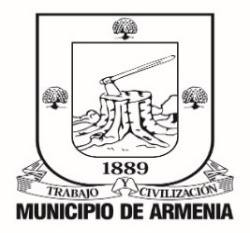 1889
TRABAJO Y CIVILIZACIÓN
MUNICIPIO DE ARMENIA